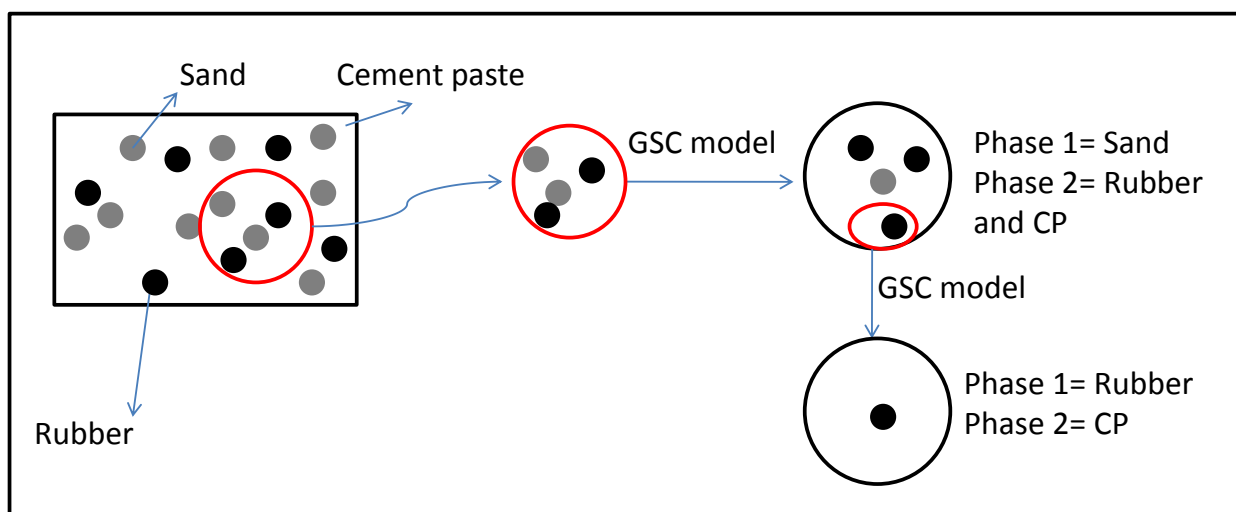 Sand
Cement paste
GSC model
Phase 1= Sand
Phase 2= Rubber
and CP
GSC model
Phase 1= Rubber
Phase 2= CP
Rubber